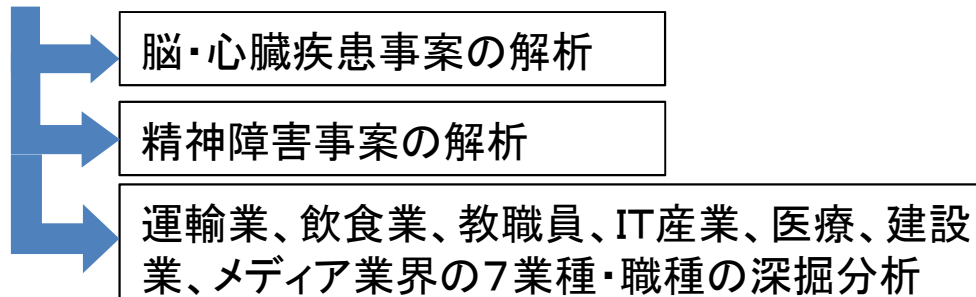 脳・心臓疾患事案の解析
精神障害事案の解析
運輸業、飲食業、教職員、IT産業、医療、建設
業、メディア業界の7業種・職種の深掘分析